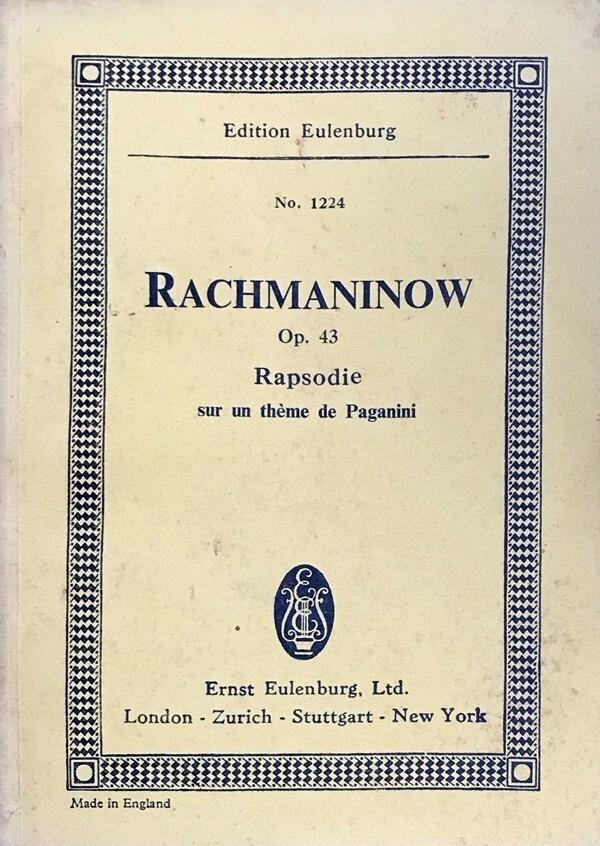 Edition Eulenburg
No. 1224
RACHMANINOW
Op. 43
Rapsodie
sur un thème de Paganini
Ernst Eulenburg, Ltd.
London - Zurich - Stuttgart - New York
Made in England